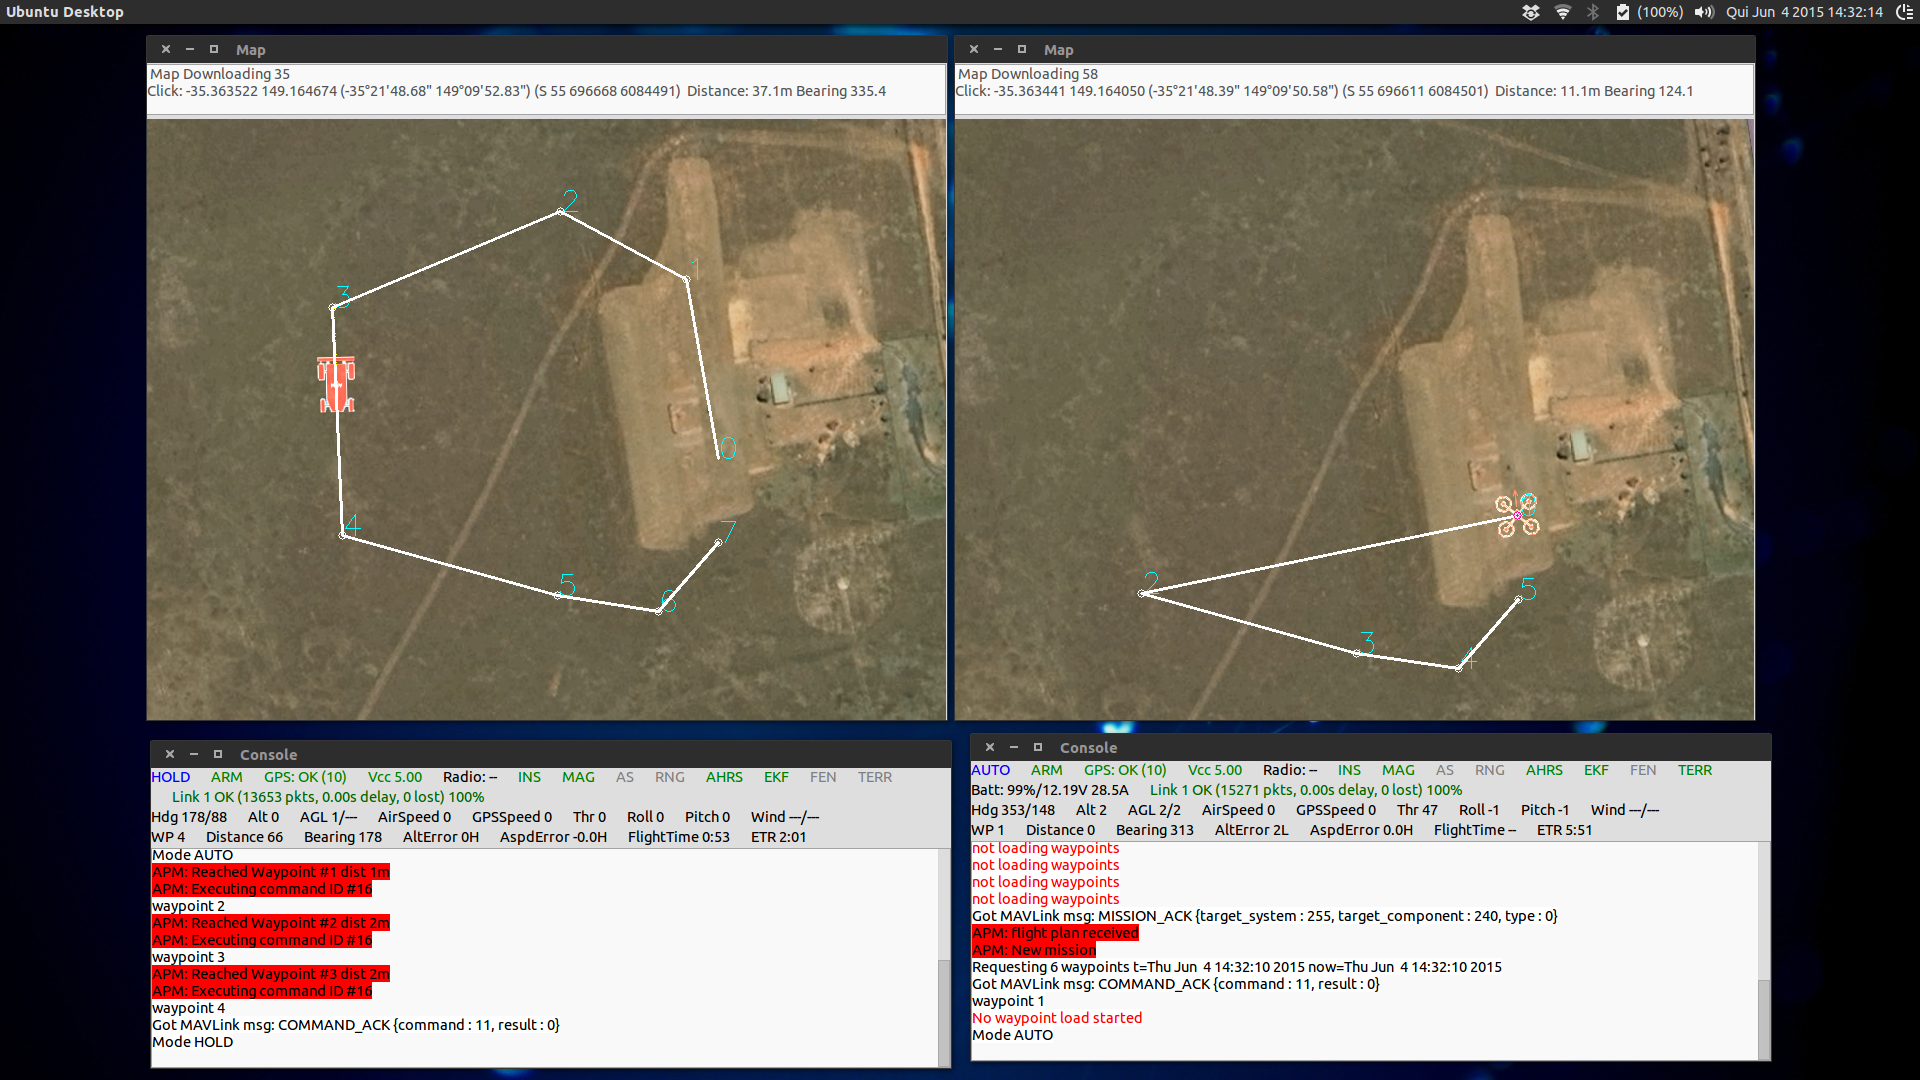 Ubuntu Desktop (100%) Qui Jun 4 2015 14:32:14
Map
Map Downloading 35
Click: -35.363522 149.164674 (-35°21'48.68" 149°09'52.83") (S 55 696668 6084491) Distance: 37.1m Bearing 335.4
2
1
3
0
4
7
5
6
Map
Map Downloading 58
Click: -35.363441 149.164050 (-35°21'48.39" 149°09'50.58") (S 55 696611 6084501) Distance: 11.1m Bearing 124.1
2
5
3
4
Console
HOLD ARM GPS: OK (10) Vcc 5.00 Radio: -- INS MAG AS RNG AHRS EKF FEN TERR
Link 1 OK (13653 pkts, 0.00s delay, 0 lost) 100%
Hdg 178/88 Alt 0 AGL 1/--- AirSpeed 0 GPSSpeed 0 Thr 0 Roll 0 Pitch 0 Wind ---/---
WP 4 Distance 66 Bearing 178 AltError 0H AspdError -0.0H FlightTime 0:53 ETR 2:01
Mode AUTO
APM: Reached Waypoint #1 dist 1m
APM: Executing command ID #16
waypoint 2
APM: Reached Waypoint #2 dist 2m
APM: Executing command ID #16
waypoint 3
APM: Reached Waypoint #3 dist 2m
APM: Executing command ID #16
waypoint 4
Got MAVLink msg: COMMAND_ACK {command : 11, result : 0}
Mode HOLD
Console
AUTO ARM GPS: OK (10) Vcc 5.00 Radio: -- INS MAG AS RNG AHRS EKF FEN TERR
Batt: 99%/12.19V 28.5A Link 1 OK (15271 pkts, 0.00s delay, 0 lost) 100%
Hdg 353/148 Alt 2 AGL 2/2 AirSpeed 0 GPSSpeed 0 Thr 47 Roll -1 Pitch -1 Wind ---/---
WP 1 Distance 0 Bearing 313 AltError 2L AspdError 0.0H FlightTime -- ETR 5:51
not loading waypoints
not loading waypoints
not loading waypoints
not loading waypoints
Got MAVLink msg: MISSION_ACK {target_system : 255, target_component : 240, type : 0}
APM: flight plan received
APM: New mission
Requesting 6 waypoints t=Thu Jun 4 14:32:10 2015 now=Thu Jun 4 14:32:10 2015
Got MAVLink msg: COMMAND_ACK {command : 11, result : 0}
waypoint 1
No waypoint load started
Mode AUTO